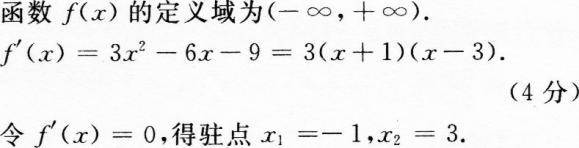 函数 f(x) 的定义域为(－∞，＋∞).
f′(x) = 3x² － 6x － 9 = 3(x＋1)(x－3).
(4 分)
令 f′(x) = 0,得驻点 x₁ =－1,x₂ = 3.